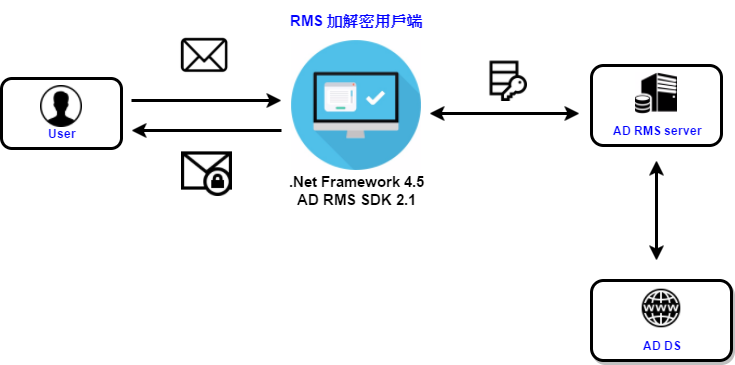 RMS 加解密用戶端
User
.Net Framework 4.5
AD RMS SDK 2.1
AD RMS server
WWW
AD DS